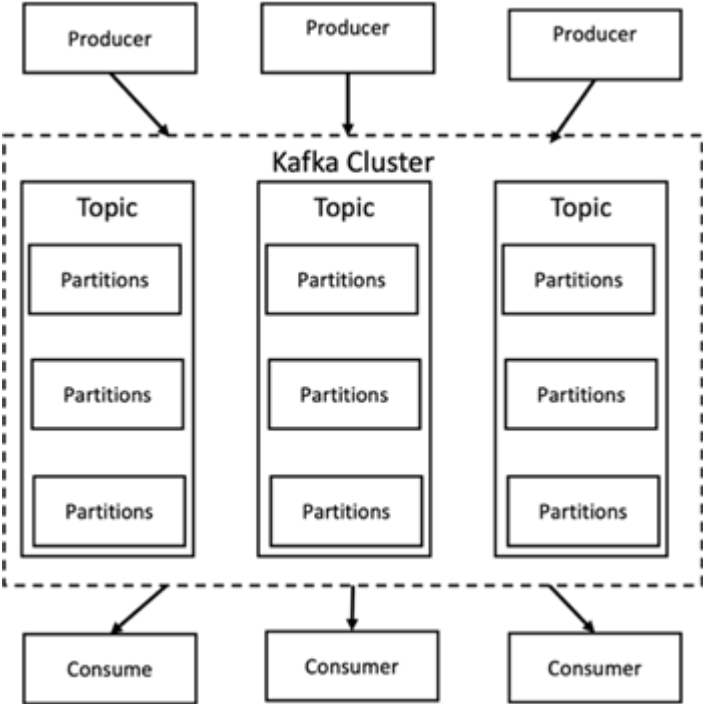 Producer
Producer
Producer
Kafka Cluster
Topic
Topic
Topic
Partitions
Partitions
Partitions
Partitions
Partitions
Partitions
Partitions
Partitions
Partitions
Consume
Consumer
Consumer